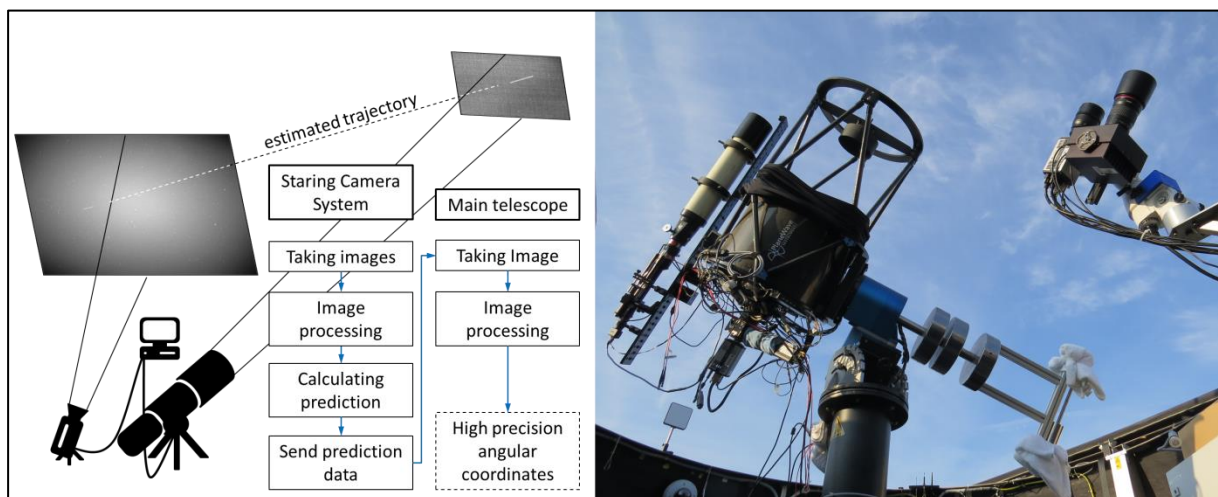 estimated trajectory
Staring Camera
System
Main telescope
Taking images
Taking Image
Image
processing
Image
processing
Calculating
prediction
Send prediction
data
High precision
angular
coordinates
PlaneWave